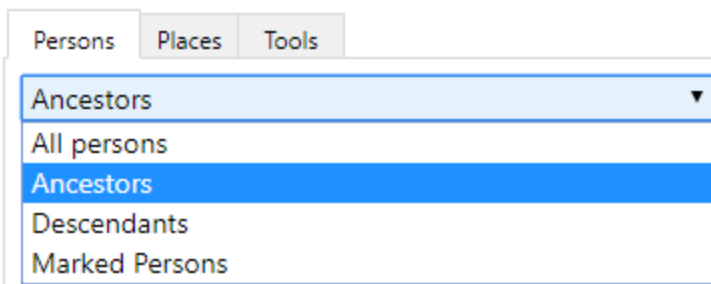 Persons Places Tools
Ancestors
All persons
Ancestors
Descendants
Marked Persons